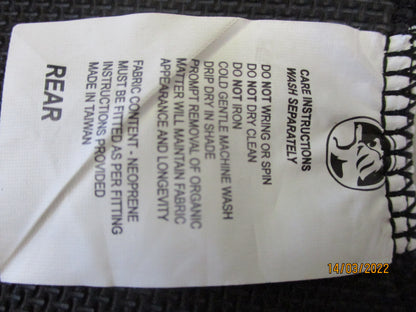 CARE INSTRUCTIONS
WASH SEPARATELY
DO NOT WRING OR SPIN
DO NOT DRY CLEAN
DO NOT IRON
COLD GENTLE MACHINE WASH
DRIP DRY IN SHADE
PROMPT REMOVAL OF ORGANIC
MATTER WILL MAINTAIN FABRIC
APPEARANCE AND LONGEVITY
FABRIC CONTENT - NEOPRENE
MUST BE FITTED AS PER FITTING
INSTRUCTIONS PROVIDED
MADE IN TAIWAN
REAR
14/03/2022